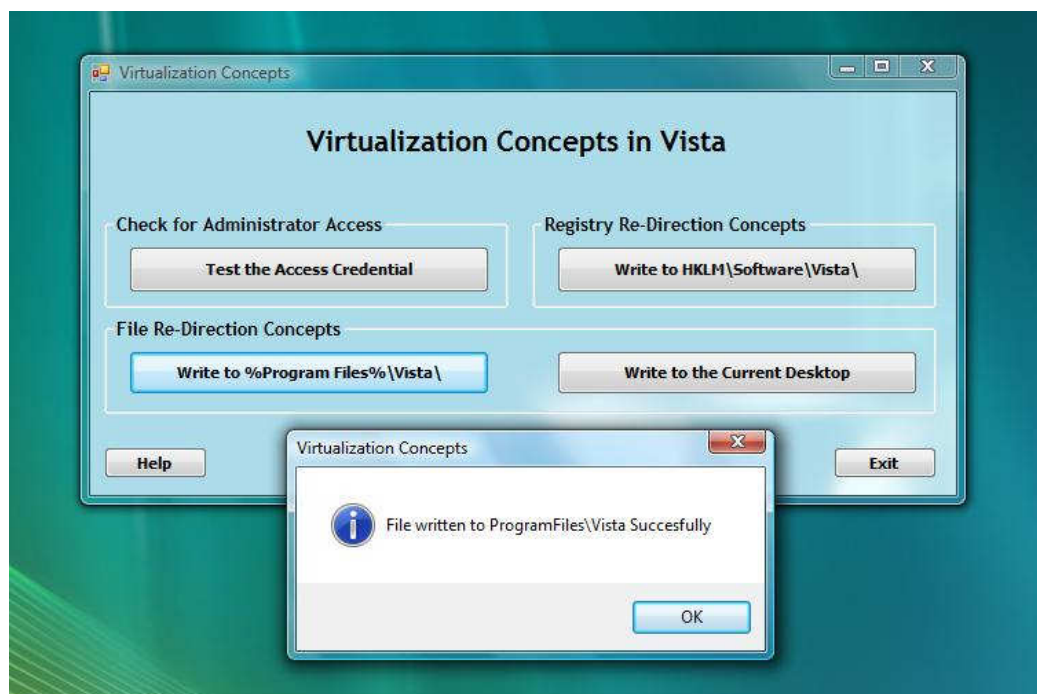 Virtualization Concepts
Virtualization Concepts in Vista
Check for Administrator Access
Registry Re-Direction Concepts
Test the Access Credential
Write to HKLM\Software\Vista\
File Re-Direction Concepts
Write to %Program Files%\Vista\
Write to the Current Desktop
Help
Exit
Virtualization Concepts
File written to ProgramFiles\Vista Succesfully
OK